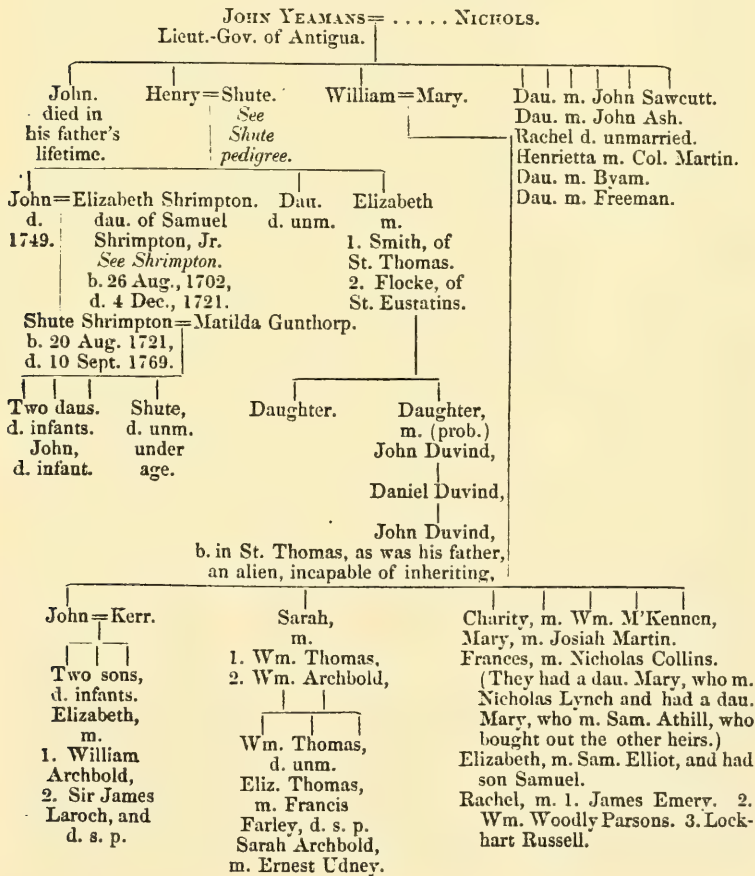 John Yeamans = . . . . . Nichols.
Lieut.-Gov. of Antigua.
John.
died in
his father's
lifetime.
Henry=Shute.
See
Shute
pedigree.
William=Mary.
Dau. m. John Sawcutt.
Dau. m. John Ash.
Rachel d. unmarried.
Henrietta m. Col. Martin.
Dau. m. Byam.
Dau. m. Freeman.
John=Elizabeth Shrimpton.
d. dau. of Samuel
1749. Shrimpton, Jr.
See Shrimpton.
b. 26 Aug., 1702,
d. 4 Dec., 1721.
Dau.
d. unm.
Elizabeth
m.
1. Smith, of
St. Thomas.
2. Flocke, of
St. Eustatins.
Shute Shrimpton=Matilda Gunthorp.
b. 20 Aug. 1721,
d. 10 Sept. 1769.
Two daus.
d. infants.
John,
d. infant.
Shute,
d. unm.
under
age.
Daughter.
Daughter,
m. (prob.)
John Duvind,
Daniel Duvind,
John Duvind,
b. in St. Thomas, as was his father,
an alien, incapable of inheriting,
John=Kerr.
Two sons,
d. infants.
Elizabeth,
m.
1. William
Archbold,
2. Sir James
Laroch, and
d. s. p.
Sarah,
m.
1. Wm. Thomas,
2. Wm. Archbold,
Wm. Thomas,
d. unm.
Eliz. Thomas,
m. Francis
Farley, d. s. p.
Sarah Archbold,
m. Ernest Udney.
Charity, m. Wm. M'Kennen,
Mary, m. Josiah Martin.
Frances, m. Nicholas Collins.
(They had a dau. Mary, who m.
Nicholas Lynch and had a dau.
Mary, who m. Sam. Athill, who
bought out the other heirs.)
Elizabeth, m. Sam. Elliot, and had
son Samuel.
Rachel, m. 1. James Emery. 2.
Wm. Woodly Parsons. 3. Lock-
hart Russell.